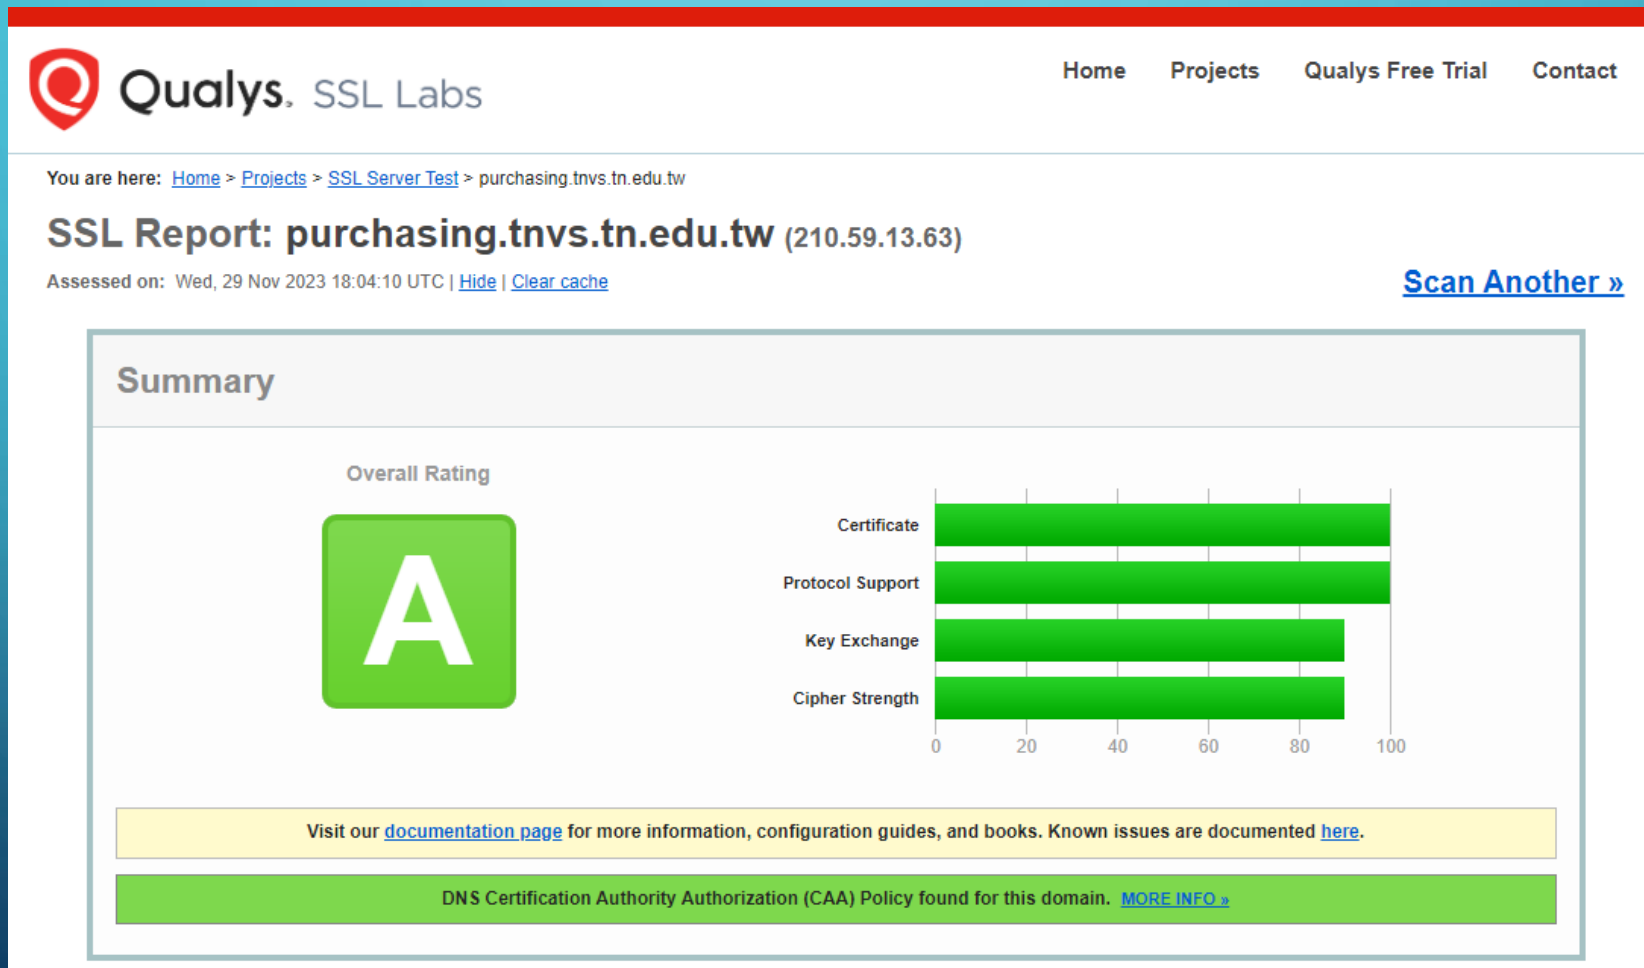 Qualys. SSL Labs
Home Projects Qualys Free Trial Contact
You are here: Home > Projects > SSL Server Test > purchasing.tnvs.tn.edu.tw
SSL Report: purchasing.tnvs.tn.edu.tw (210.59.13.63)
Assessed on: Wed, 29 Nov 2023 18:04:10 UTC | Hide | Clear cache
Scan Another »
Summary
Overall Rating
A
Certificate
Protocol Support
Key Exchange
Cipher Strength
0 20 40 60 80 100
Visit our documentation page for more information, configuration guides, and books. Known issues are documented here.
DNS Certification Authority Authorization (CAA) Policy found for this domain. MORE INFO »